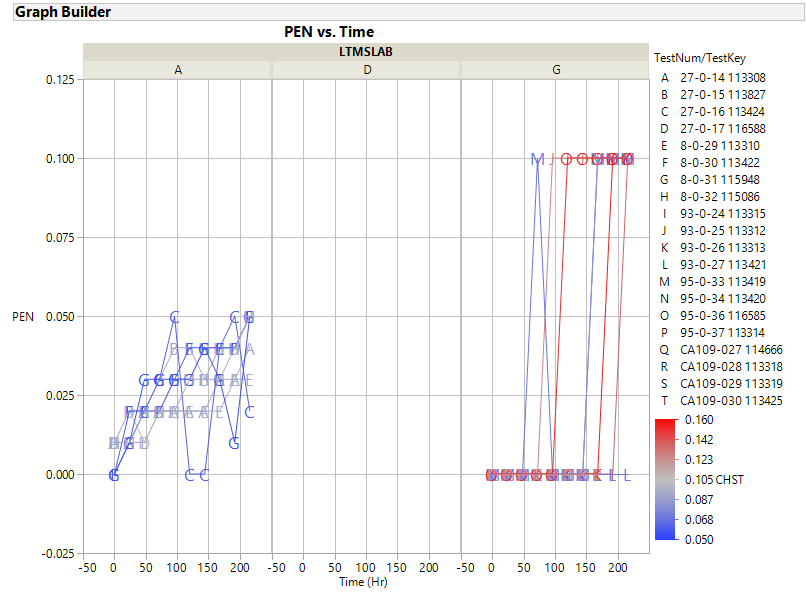 Graph Builder
PEN vs. Time
LTMSLAB
A D G
PEN
0.125
0.100
0.075
0.050
0.025
0.000
-0.025
-50 0 50 100 150 200 -50 0 50 100 150 200 -50 0 50 100 150 200
Time (Hr)
TestNum/TestKey
A 27-0-14 113308
B 27-0-15 113827
C 27-0-16 113424
D 27-0-17 116588
E 8-0-29 113310
F 8-0-30 113422
G 8-0-31 115948
H 8-0-32 115086
I 93-0-24 113315
J 93-0-25 113312
K 93-0-26 113313
L 93-0-27 113421
M 95-0-33 113419
N 95-0-34 113420
O 95-0-36 116585
P 95-0-37 113314
Q CA109-027 114666
R CA109-028 113318
S CA109-029 113319
T CA109-030 113425
0.160
0.142
0.123
0.105 CHST
0.087
0.068
0.050